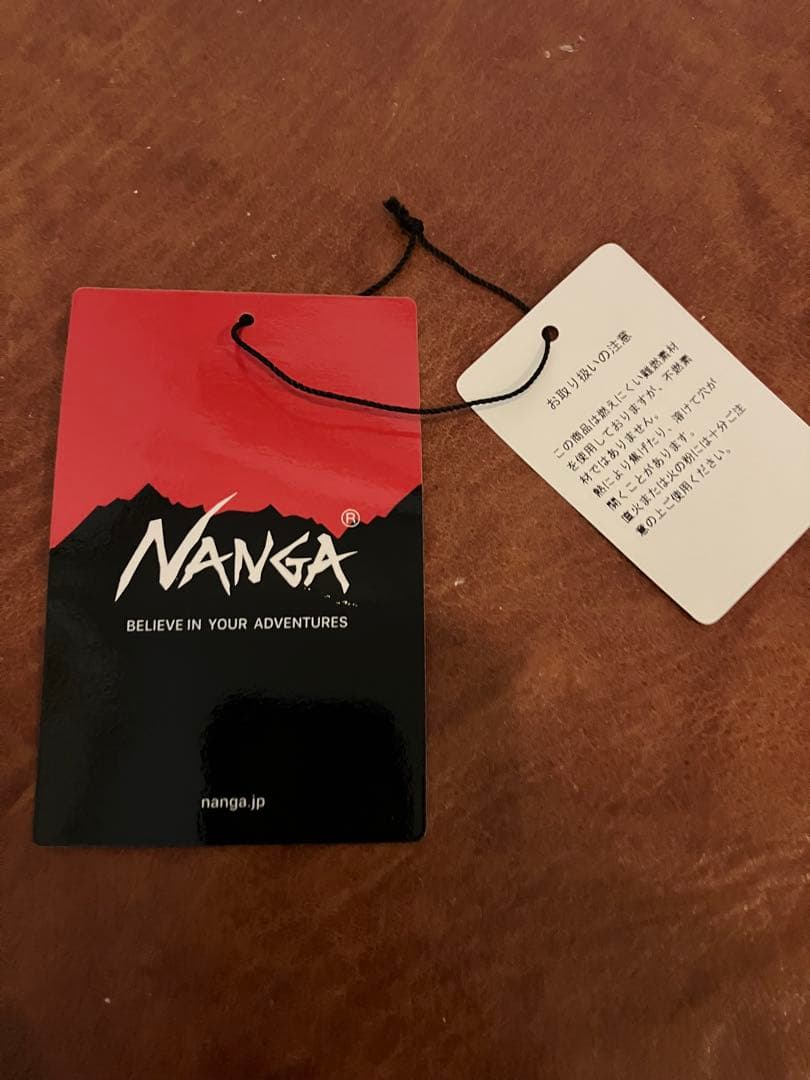 NANGA®
BELIEVE IN YOUR ADVENTURES
nanga.jp
お取り扱いの注意
この商品は燃えにくい難燃素材
を使用しておりますが、不燃素
材ではありません。
熱により焦げたり、溶けて穴が
開くことがあります。
直火または火の粉には十分ご注
意の上ご使用ください。